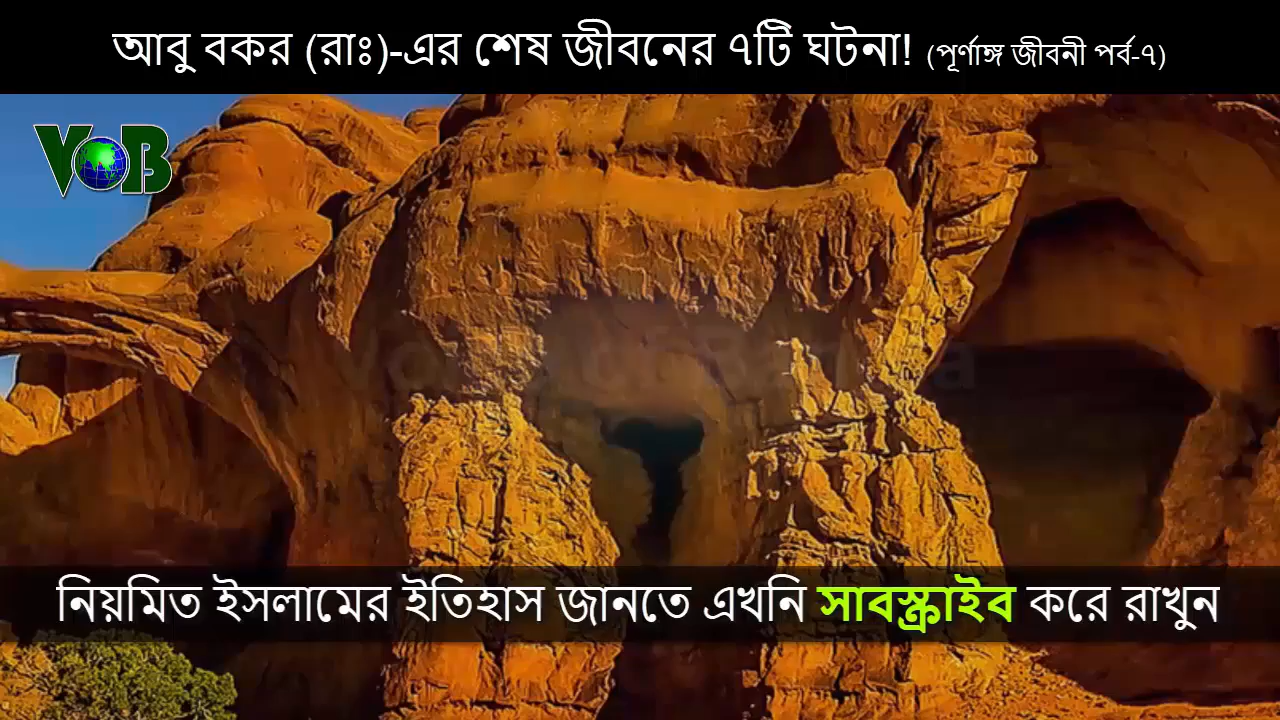 আবু বকর (রাঃ)-এর শেষ জীবনের ৭টি ঘটনা! (পূর্ণাঙ্গ জীবনী পর্ব-৭)
VOB
নিয়মিত ইসলামের ইতিহাস জানতে এখনি সাবস্ক্রাইব করে রাখুন